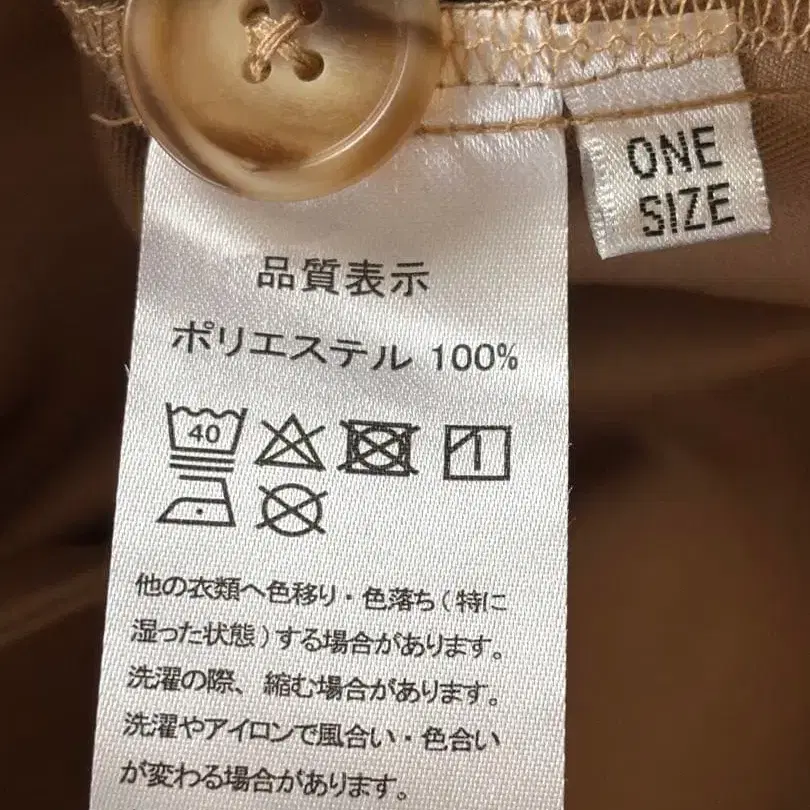 ONE
SIZE
品質表示
ポリエステル 100%
40
他の衣類へ色移り・色落ち(特に
湿った状態)する場合があります。
洗濯の際、縮む場合があります。
洗濯やアイロンで風合い・色合い
が変わる場合があります。